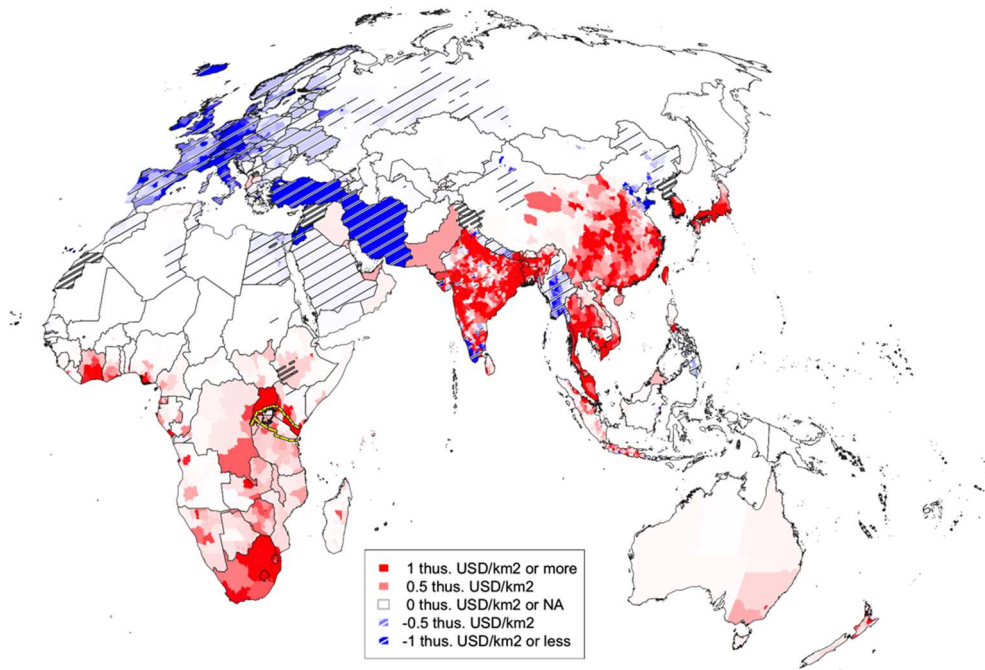 1 thus. USD/km2 or more
0.5 thus. USD/km2
0 thus. USD/km2 or NA
-0.5 thus. USD/km2
-1 thus. USD/km2 or less